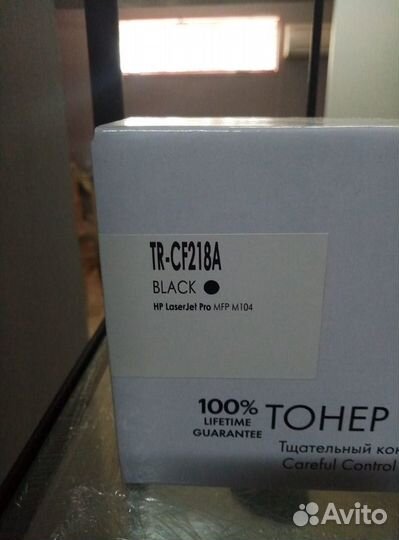 TR-CF218A
BLACK
HP LaserJet Pro MFP M104
100%
LIFETIME
GUARANTEE
ТОНЕР
Тщательный кон
Careful Control
Avito